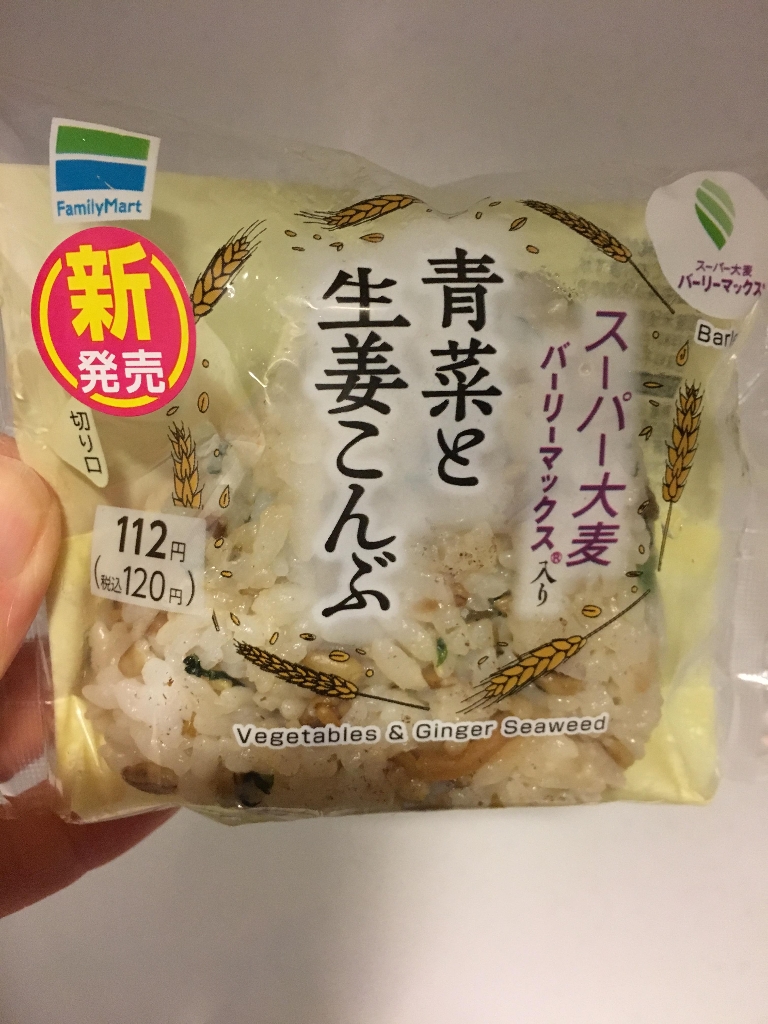 FamilyMart
新
発売
切り口
112円
(税込120円)
スーパー大麦
バーリーマックス®入り
青菜と
生姜こんぶ
スーパー大麦
バーリーマックス®
Vegetables & Ginger Seaweed